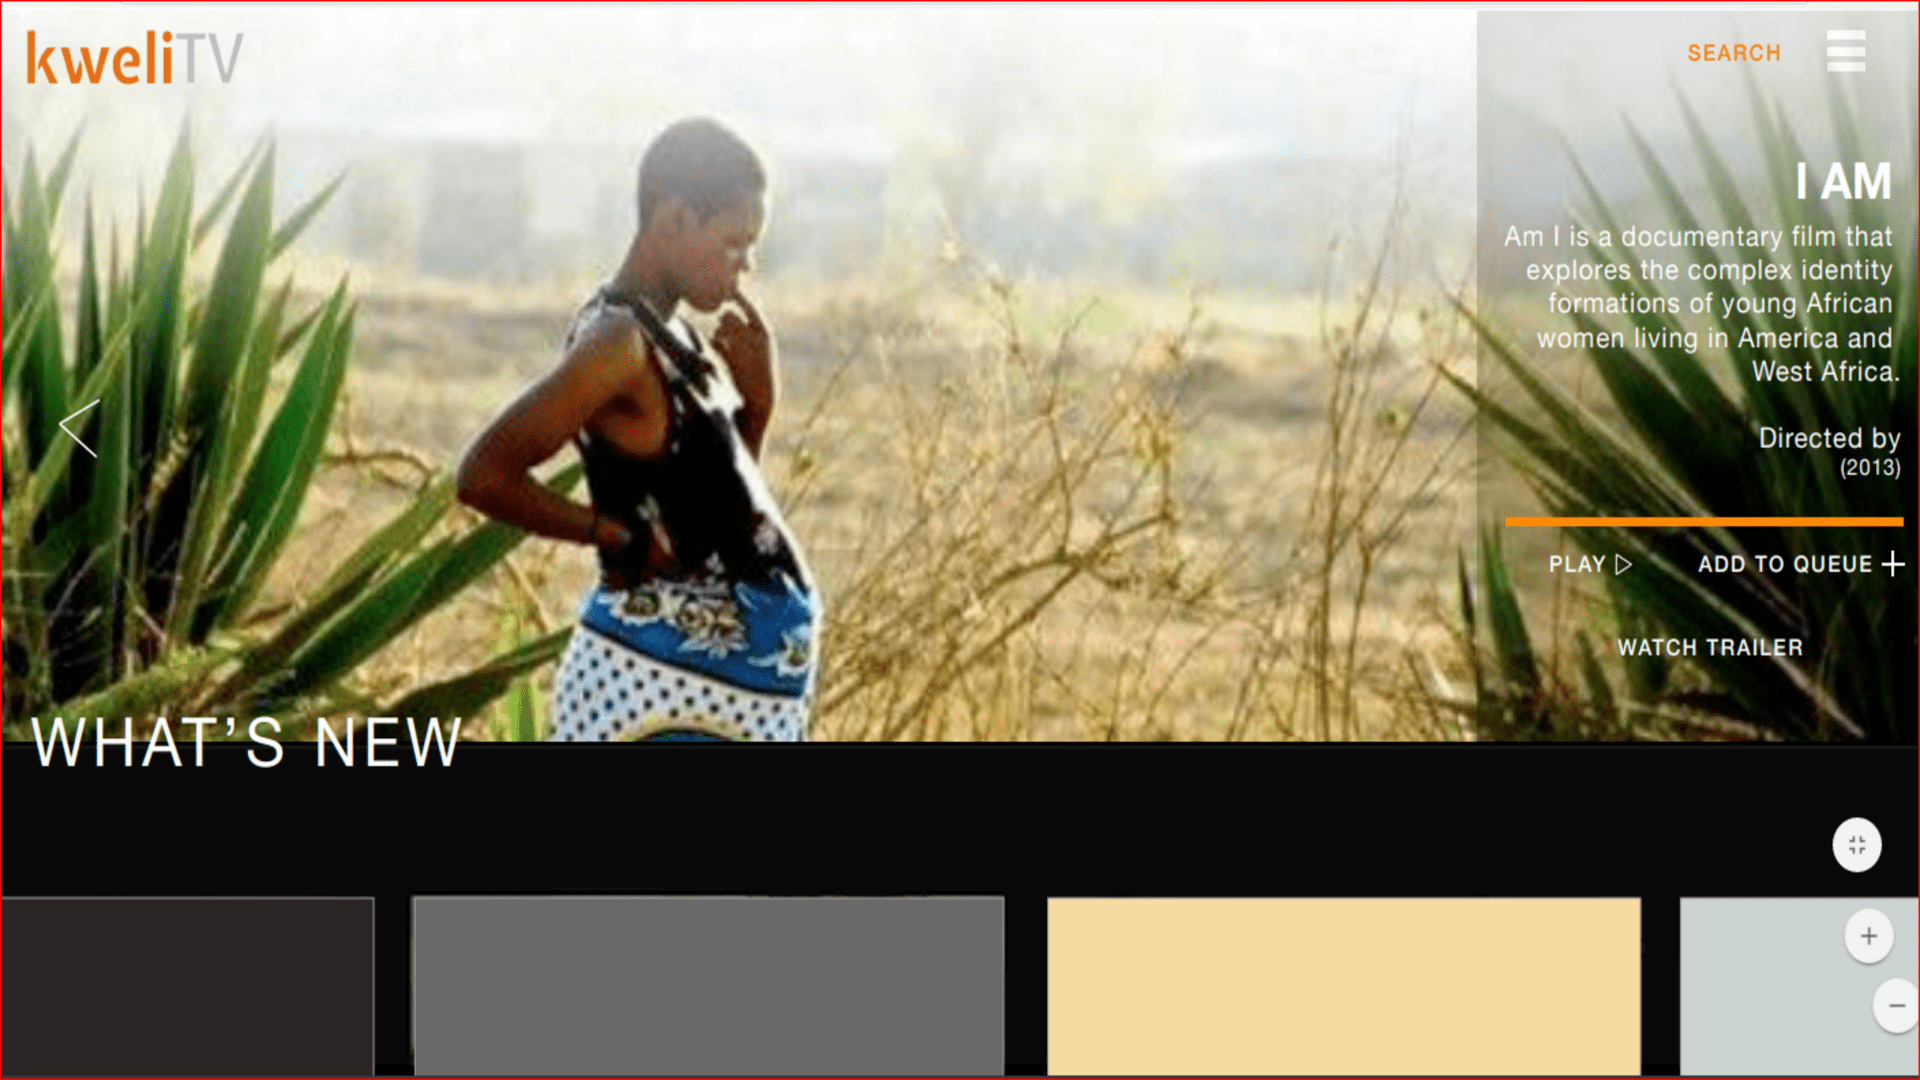 kweliTV
SEARCH
I AM
Am I is a documentary film that
explores the complex identity
formations of young African
women living in America and
West Africa.
Directed by
(2013)
PLAY
ADD TO QUEUE
WATCH TRAILER
WHAT'S NEW